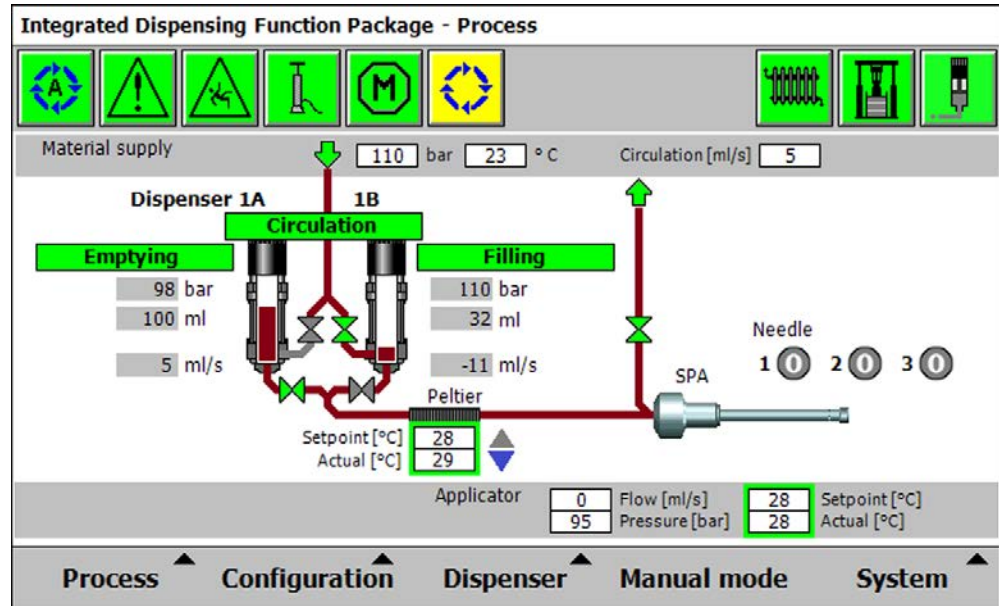 Integrated Dispensing Function Package - Process
A
M
Material supply 110 bar 23 °C Circulation [ml/s] 5
Dispenser 1A 1B
Circulation
Emptying Filling
98 bar 110 bar
100 ml 32 ml
5 ml/s -11 ml/s
Needle
1 0 2 0 3 0
SPA
Peltier
Setpoint [°C] 28
Actual [°C] 29
Applicator 0 Flow [ml/s] 28 Setpoint [°C]
95 Pressure [bar] 28 Actual [°C]
Process Configuration Dispenser Manual mode System